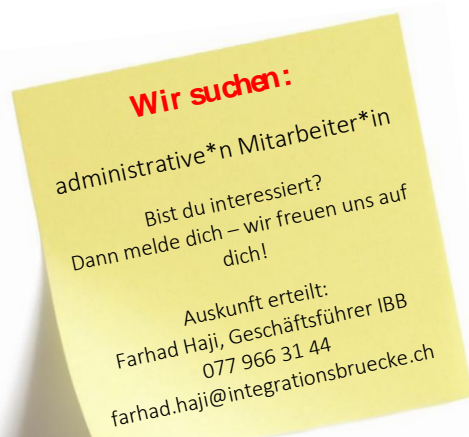 Wir suchen:
administrative*n Mitarbeiter*in
Bist du interessiert?
Dann melde dich – wir freuen uns auf
dich!
Auskunft erteilt:
Farhad Haji, Geschäftsführer IBB
077 966 31 44
farhad.haji@integrationsbruecke.ch